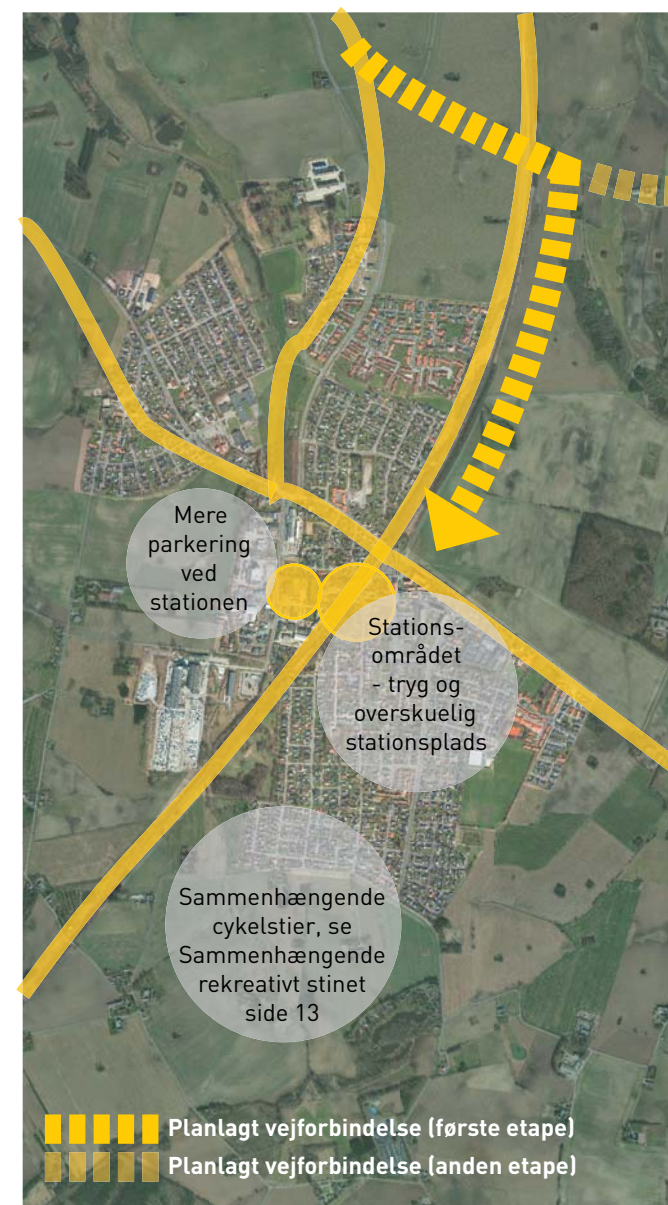 Mere
parkering
ved
stationen
Stations-
området
- tryg og
overskuelig
stationsplads
Sammenhængende
cykelstier, se
Sammenhængende
rekreativt stinet
side 13
Planlagt vejforbindelse (første etape)
Planlagt vejforbindelse (anden etape)